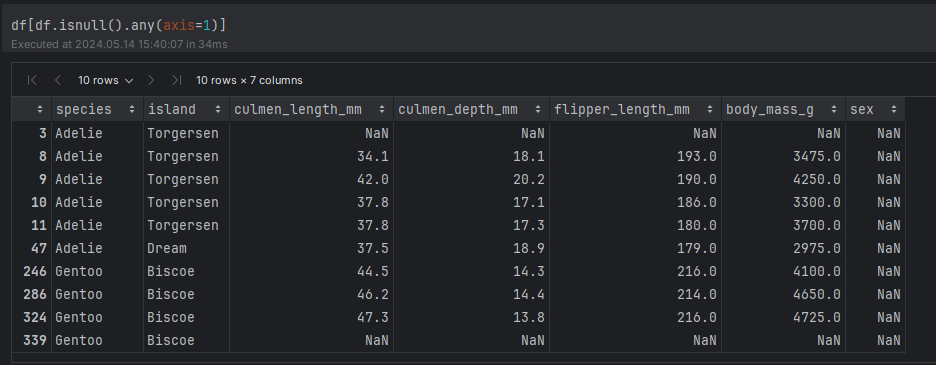 df[df.isnull().any(axis=1)]
Executed at 2024.05.14 15:40:07 in 34ms
10 rows 10 rows × 7 columns
species island culmen_length_mm culmen_depth_mm flipper_length_mm body_mass_g sex
3 Adelie Torgersen NaN NaN NaN NaN NaN
8 Adelie Torgersen 34.1 18.1 193.0 3475.0 NaN
9 Adelie Torgersen 42.0 20.2 190.0 4250.0 NaN
10 Adelie Torgersen 37.8 17.1 186.0 3300.0 NaN
11 Adelie Torgersen 37.8 17.3 180.0 3700.0 NaN
47 Adelie Dream 37.5 18.9 179.0 2975.0 NaN
246 Gentoo Biscoe 44.5 14.3 216.0 4100.0 NaN
286 Gentoo Biscoe 46.2 14.4 214.0 4650.0 NaN
324 Gentoo Biscoe 47.3 13.8 216.0 4725.0 NaN
339 Gentoo Biscoe NaN NaN NaN NaN NaN